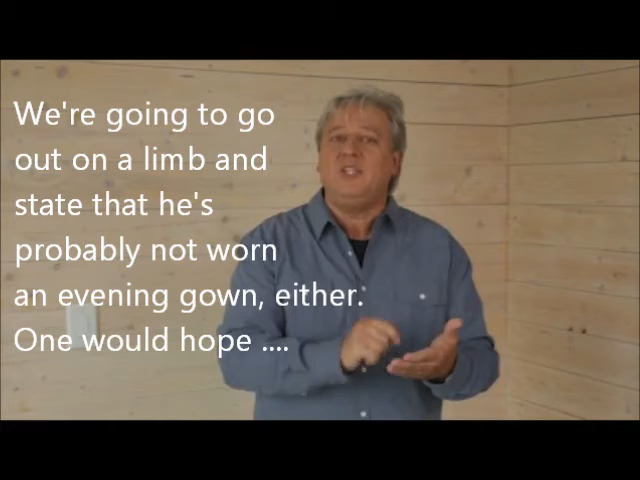 We're going to go
out on a limb and
state that he's
probably not worn
an evening gown, either.
One would hope ....